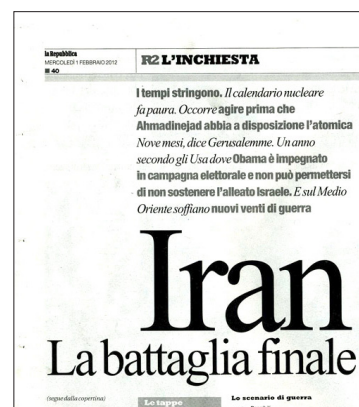 la Repubblica
MERCOLEDÌ 1 FEBBRAIO 2012
■ 40
R2 L'INCHIESTA
I tempi stringono. Il calendario nucleare
fa paura. Occorre agire prima che
Ahmadinejad abbia a disposizione l'atomica
Nove mesi, dice Gerusalemme. Un anno
secondo gli Usa dove Obama è impegnato
in campagna elettorale e non può permettersi
di non sostenere l'alleato Israele. E sul Medio
Oriente soffiano nuovi venti di guerra
Iran
La battaglia finale
(segue dalla copertina)
Le tappe
Lo scenario di guerra